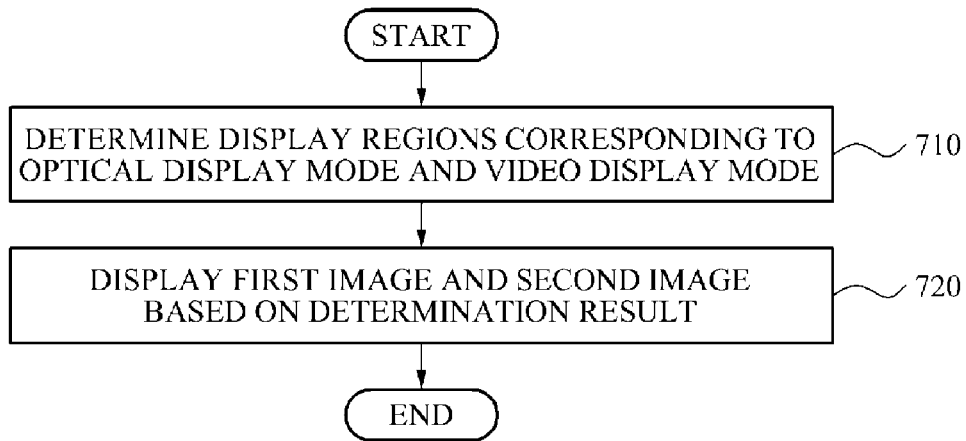 START
DETERMINE DISPLAY REGIONS CORRESPONDING TO
OPTICAL DISPLAY MODE AND VIDEO DISPLAY MODE
710
DISPLAY FIRST IMAGE AND SECOND IMAGE
BASED ON DETERMINATION RESULT
720
END